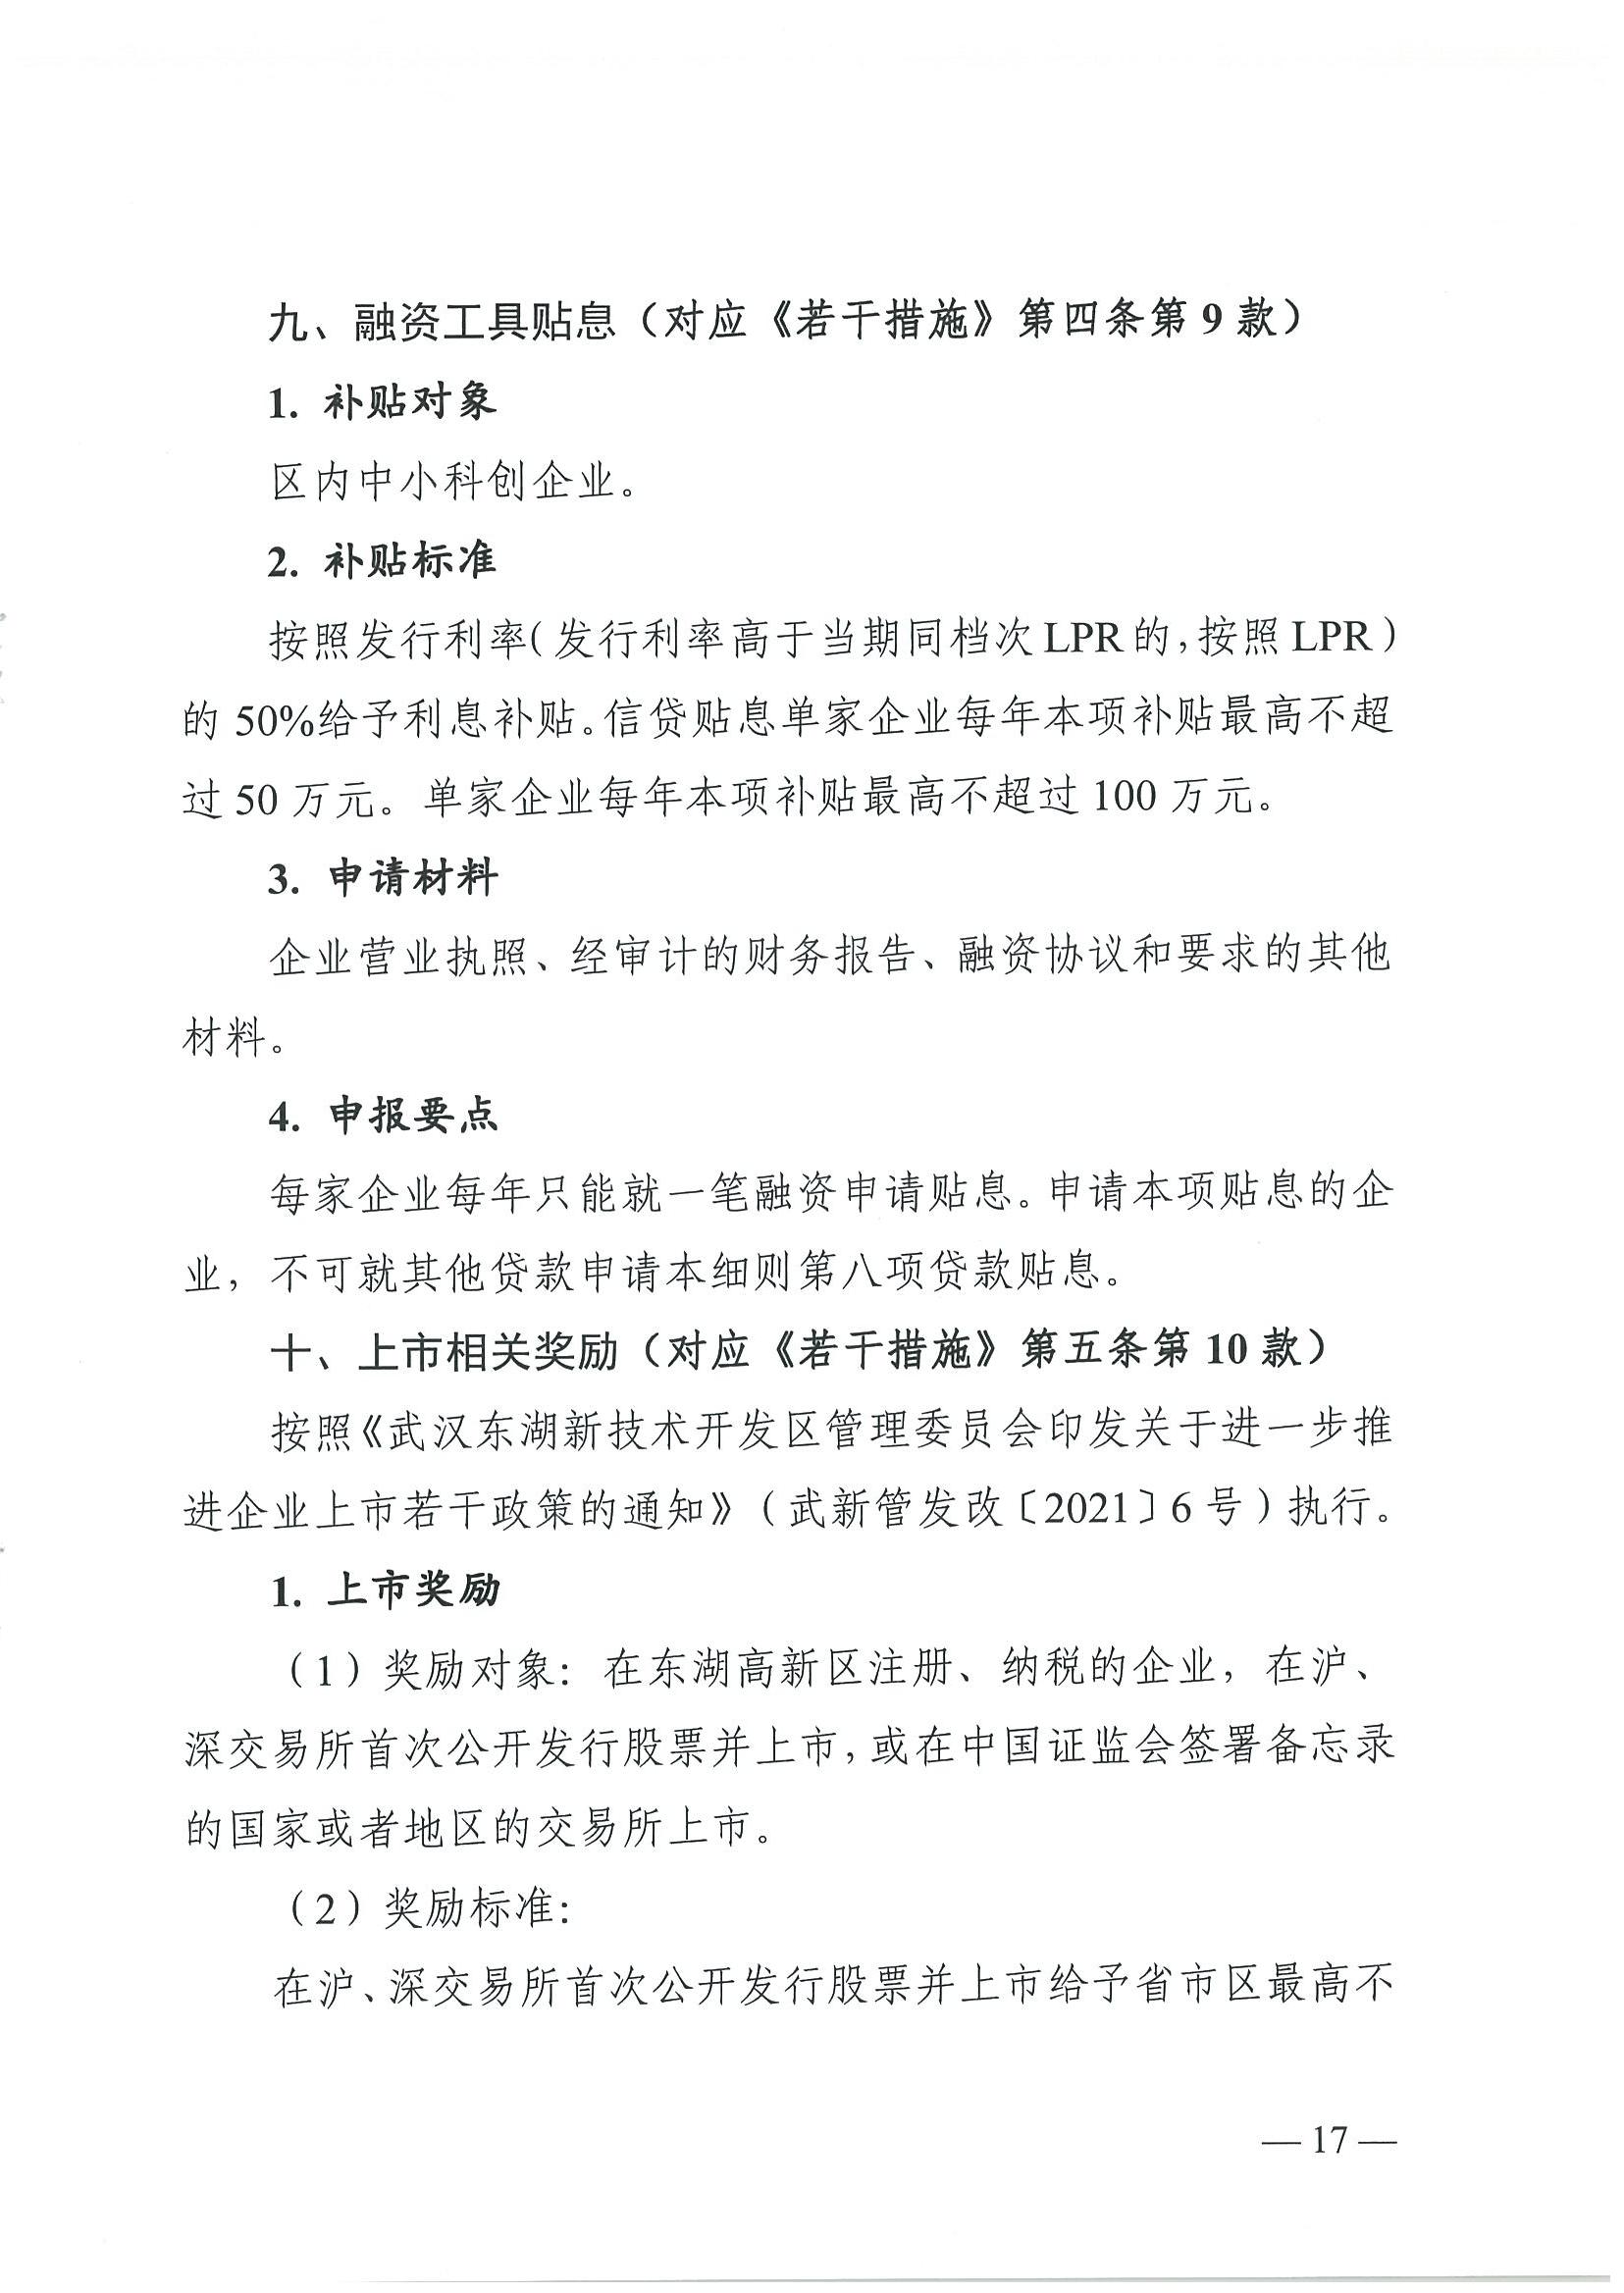 九、融资工具贴息（对应《若干措施》第四条第 9 款）
1. 补贴对象
区内中小科创企业。
2. 补贴标准
按照发行利率（发行利率高于当期同档次 LPR 的，按照 LPR）
的 50%给予利息补贴。信贷贴息单家企业每年本项补贴最高不超
过 50 万元。单家企业每年本项补贴最高不超过 100 万元。
3. 申请材料
企业营业执照、经审计的财务报告、融资协议和要求的其他
材料。
4. 申报要点
每家企业每年只能就一笔融资申请贴息。申请本项贴息的企
业，不可就其他贷款申请本细则第八项贷款贴息。
十、上市相关奖励（对应《若干措施》第五条第 10 款）
按照《武汉东湖新技术开发区管理委员会印发关于进一步推
进企业上市若干政策的通知》（武新管发改〔2021〕6 号）执行。
1. 上市奖励
（1）奖励对象：在东湖高新区注册、纳税的企业，在沪、
深交易所首次公开发行股票并上市，或在中国证监会签署备忘录
的国家或者地区的交易所上市。
（2）奖励标准：
在沪、深交易所首次公开发行股票并上市给予省市区最高不
— 17 —